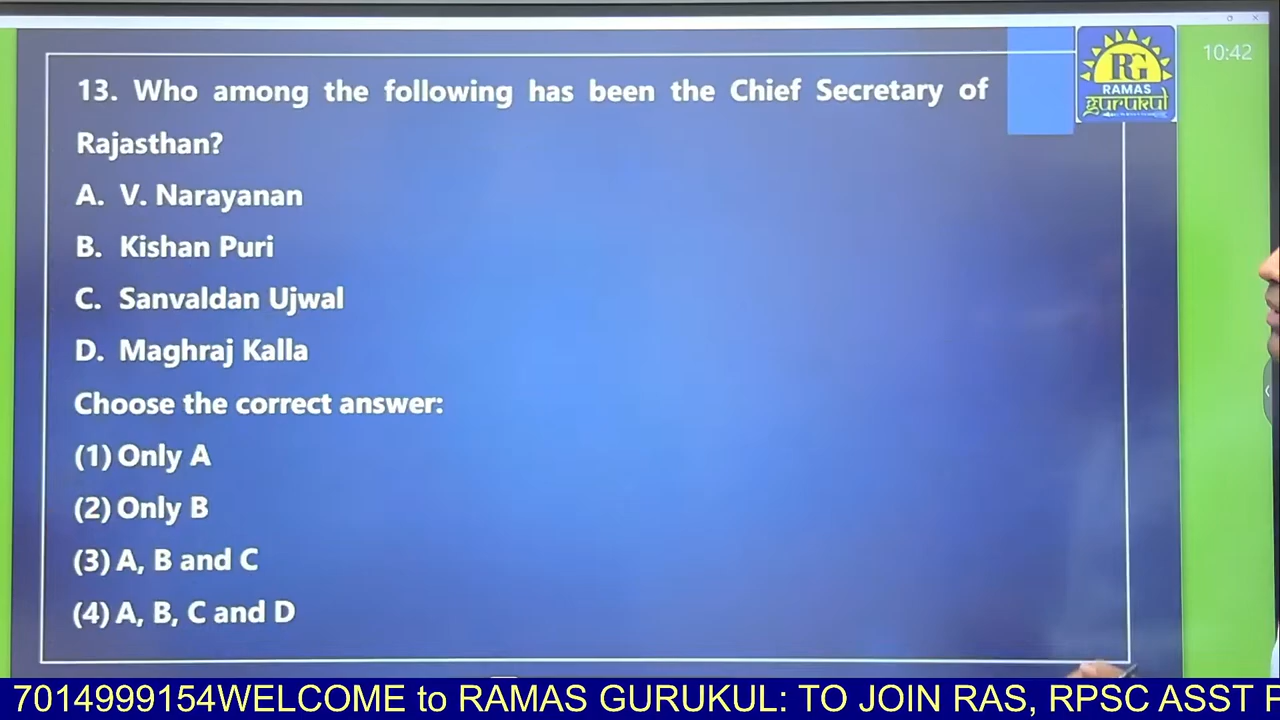 10:42
RG
RAMAS
gurukul
13. Who among the following has been the Chief Secretary of
Rajasthan?
A. V. Narayanan
B. Kishan Puri
C. Sanvaldan Ujwal
D. Maghraj Kalla
Choose the correct answer:
(1) Only A
(2) Only B
(3) A, B and C
(4) A, B, C and D
7014999154WELCOME to RAMAS GURUKUL: TO JOIN RAS, RPSC ASST